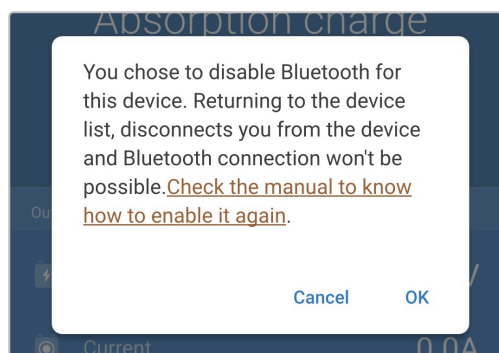 Absorption charge
You chose to disable Bluetooth for
this device. Returning to the device
list, disconnects you from the device
and Bluetooth connection won't be
possible.Check the manual to know
how to enable it again.
Ou
V
Cancel OK
Current 0.0A